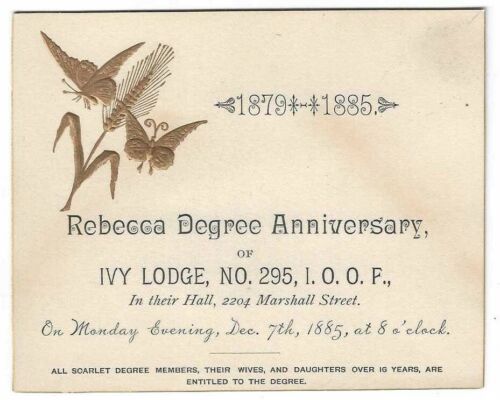 1879 - 1885.
Rebecca Degree Anniversary,
OF
IVY LODGE, NO. 295, I. O. O. F.,
In their Hall, 2204 Marshall Street.
On Monday Evening, Dec. 7th, 1885, at 8 o'clock.
ALL SCARLET DEGREE MEMBERS, THEIR WIVES, AND DAUGHTERS OVER 16 YEARS, ARE
ENTITLED TO THE DEGREE.